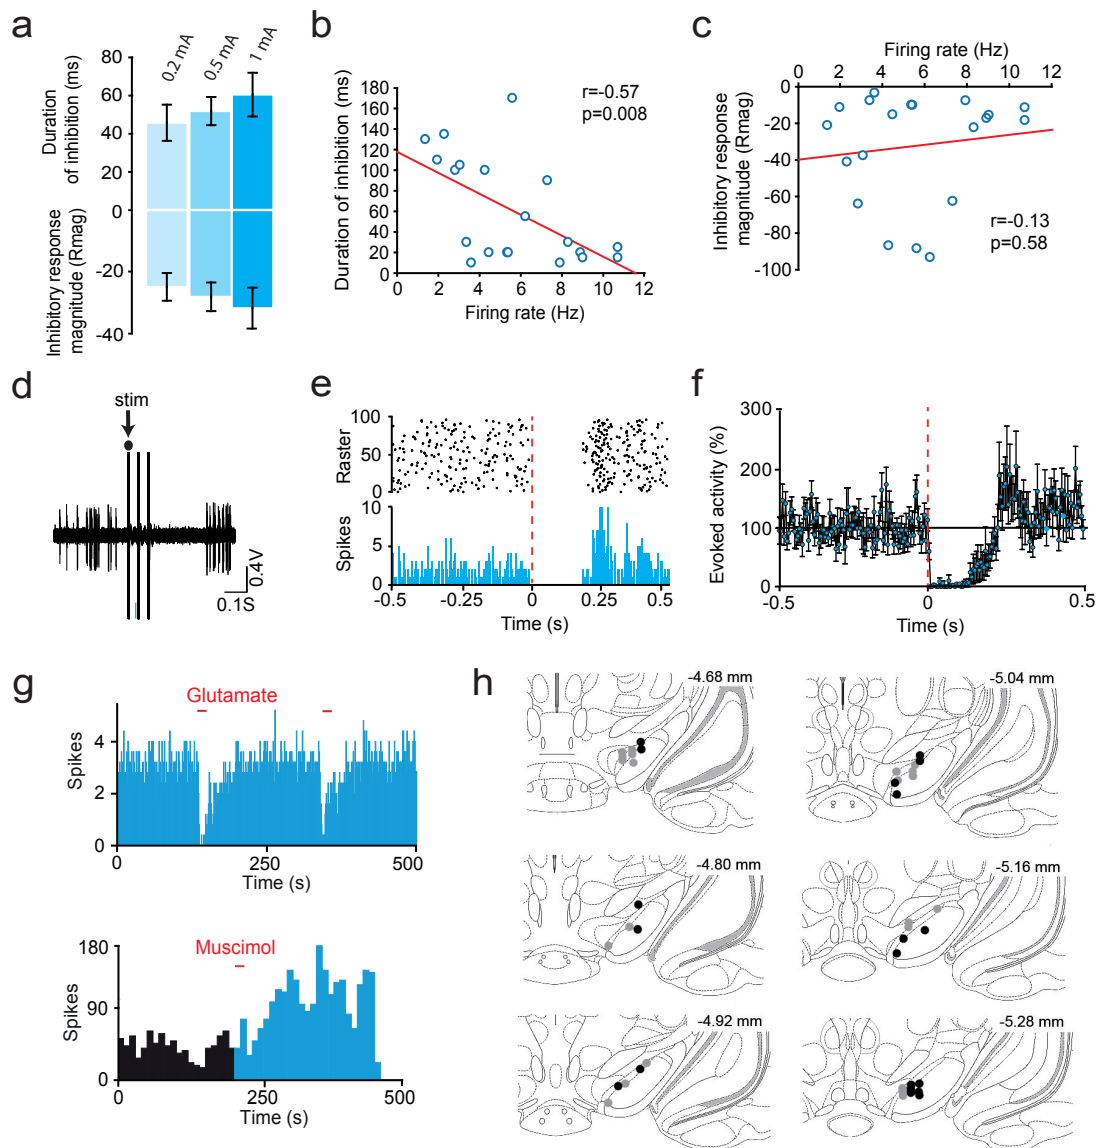 a
0.2 mA
0.5 mA
1 mA
Duration
of inhibition (ms)
80
60
40
20
0
-20
-40
Inhibitory response
magnitude (Rmag)
b
Duration of inhibition (ms)
180
160
140
120
100
80
60
40
20
0
r=-0.57
p=0.008
0 2 4 6 8 10 12
Firing rate (Hz)
c
Firing rate (Hz)
0 2 4 6 8 10 12
Inhibitory response
magnitude (Rmag)
0
-20
-40
-60
-80
-100
r=-0.13
p=0.58
d
stim
0.4V
0.1S
e
Raster
100
50
0
Spikes
10
5
0
-0.5 -0.25 0 0.25 0.5
Time (s)
f
Evoked activity (%)
300
200
100
0
-0.5 0 0.5
Time (s)
g
Glutamate
Spikes
4
2
0
0 250 500
Time (s)
Muscimol
Spikes
180
90
0
0 250 500
Time (s)
h
-4.68 mm
-5.04 mm
-4.80 mm
-5.16 mm
-4.92 mm
-5.28 mm